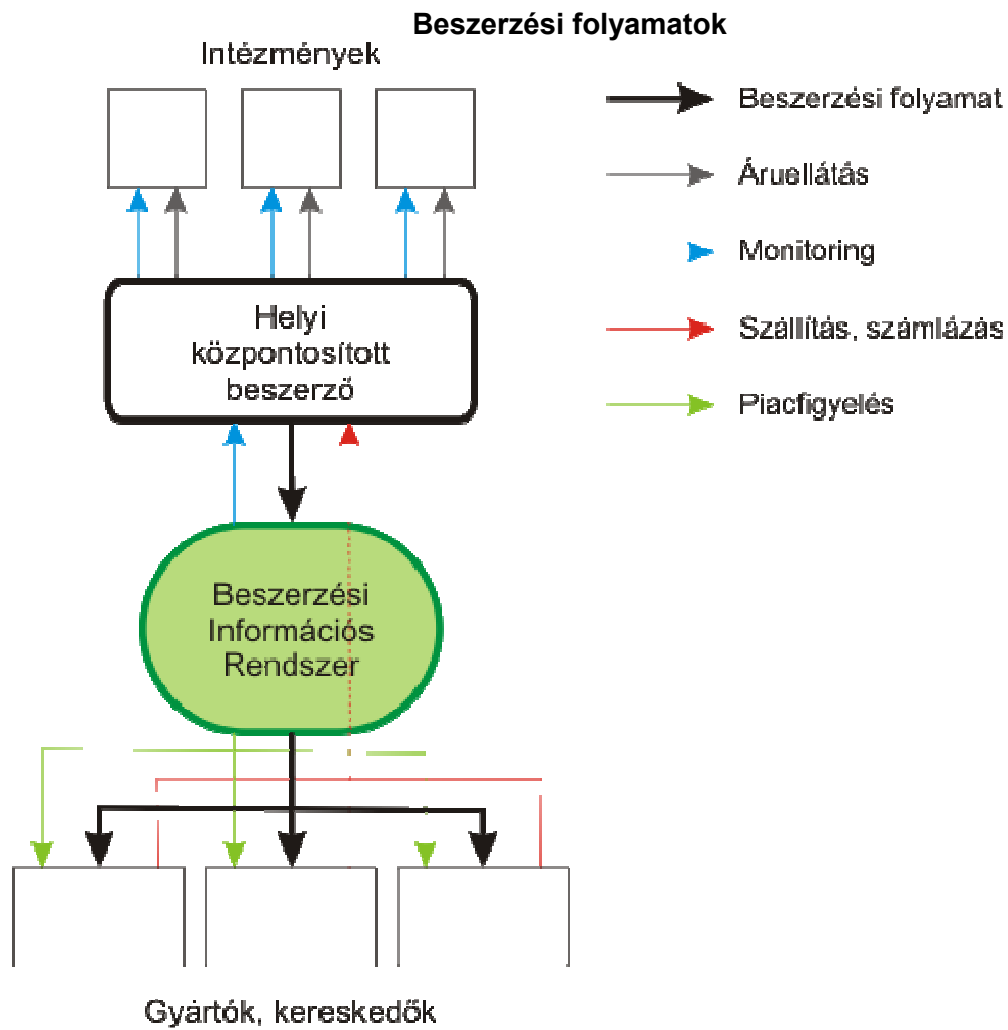 Beszerzési folyamatok
Intézmények
Beszerzési folyamat
Áruellátás
Monitoring
Szállítás, számlázás
Piacfigyelés
Helyi
központosított
beszerző
Beszerzési
Információs
Rendszer
Gyártók, kereskedők